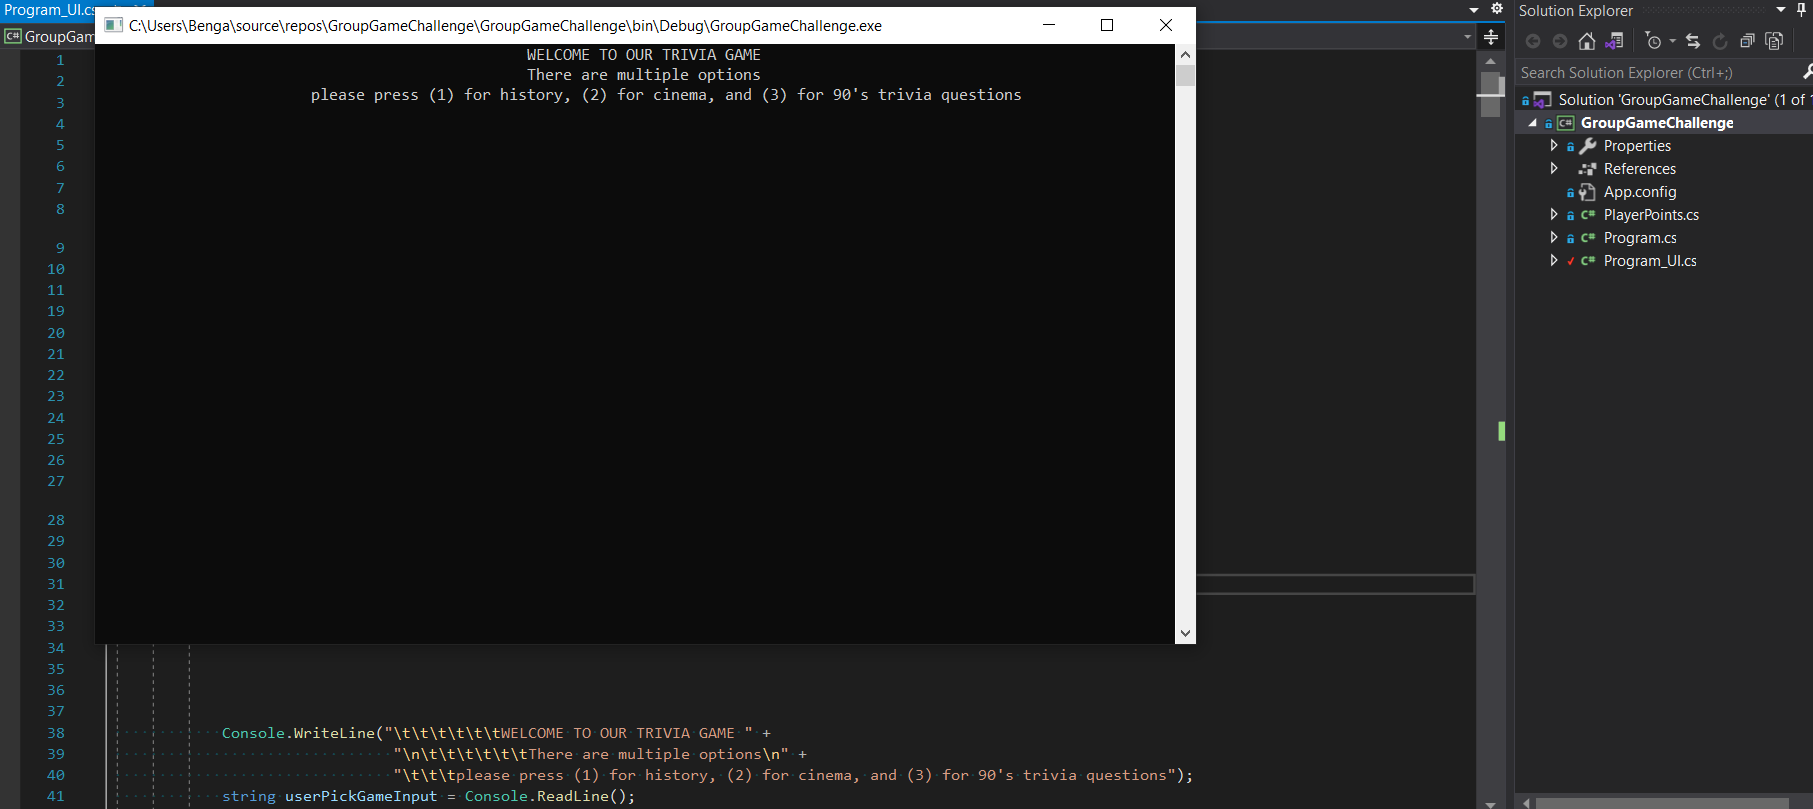 Program_UI.cs
C:\Users\Benga\source\repos\GroupGameChallenge\GroupGameChallenge\bin\Debug\GroupGameChallenge.exe
C# GroupGam
WELCOME TO OUR TRIVIA GAME
There are multiple options
please press (1) for history, (2) for cinema, and (3) for 90's trivia questions
1
2
3
4
5
6
7
8
9
10
11
19
20
21
22
23
24
25
26
27
28
29
30
31
32
33
34
35
36
37
38 Console.WriteLine("\t\t\t\t\t\tWELCOME TO OUR TRIVIA GAME " +
39 "\n\t\t\t\t\t\tThere are multiple options\n" +
40 "\t\t\tplease press (1) for history, (2) for cinema, and (3) for 90's trivia questions");
41 string userPickGameInput = Console.ReadLine();
Solution Explorer
Search Solution Explorer (Ctrl+;)
Solution 'GroupGameChallenge' (1 of 1
C# GroupGameChallenge
Properties
References
App.config
C# PlayerPoints.cs
C# Program.cs
C# Program_UI.cs